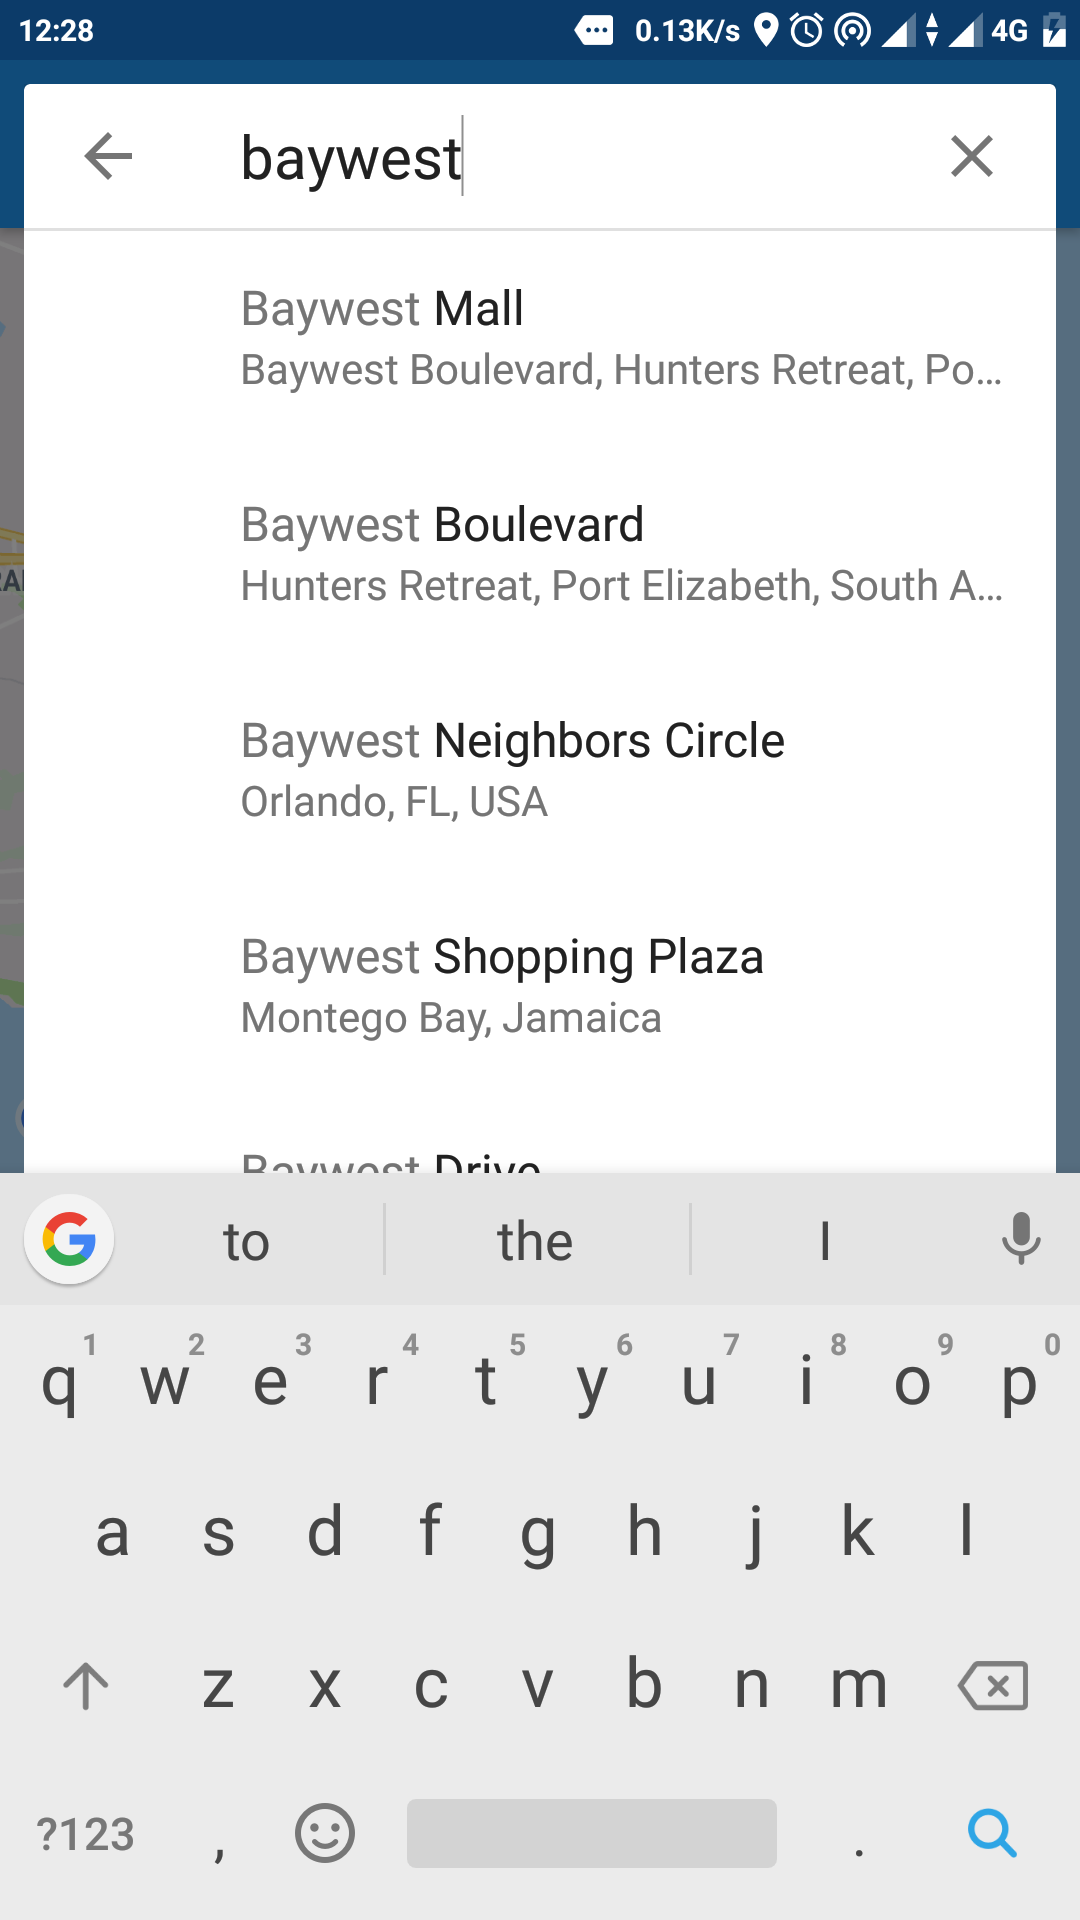 12:28 0.13K/s 4G
baywest
Baywest Mall
Baywest Boulevard, Hunters Retreat, Po...
Baywest Boulevard
Hunters Retreat, Port Elizabeth, South A...
Baywest Neighbors Circle
Orlando, FL, USA
Baywest Shopping Plaza
Montego Bay, Jamaica
Baywest Drive
to the I
1 2 3 4 5 6 7 8 9 0
q w e r t y u i o p
a s d f g h j k l
z x c v b n m
?123 , .